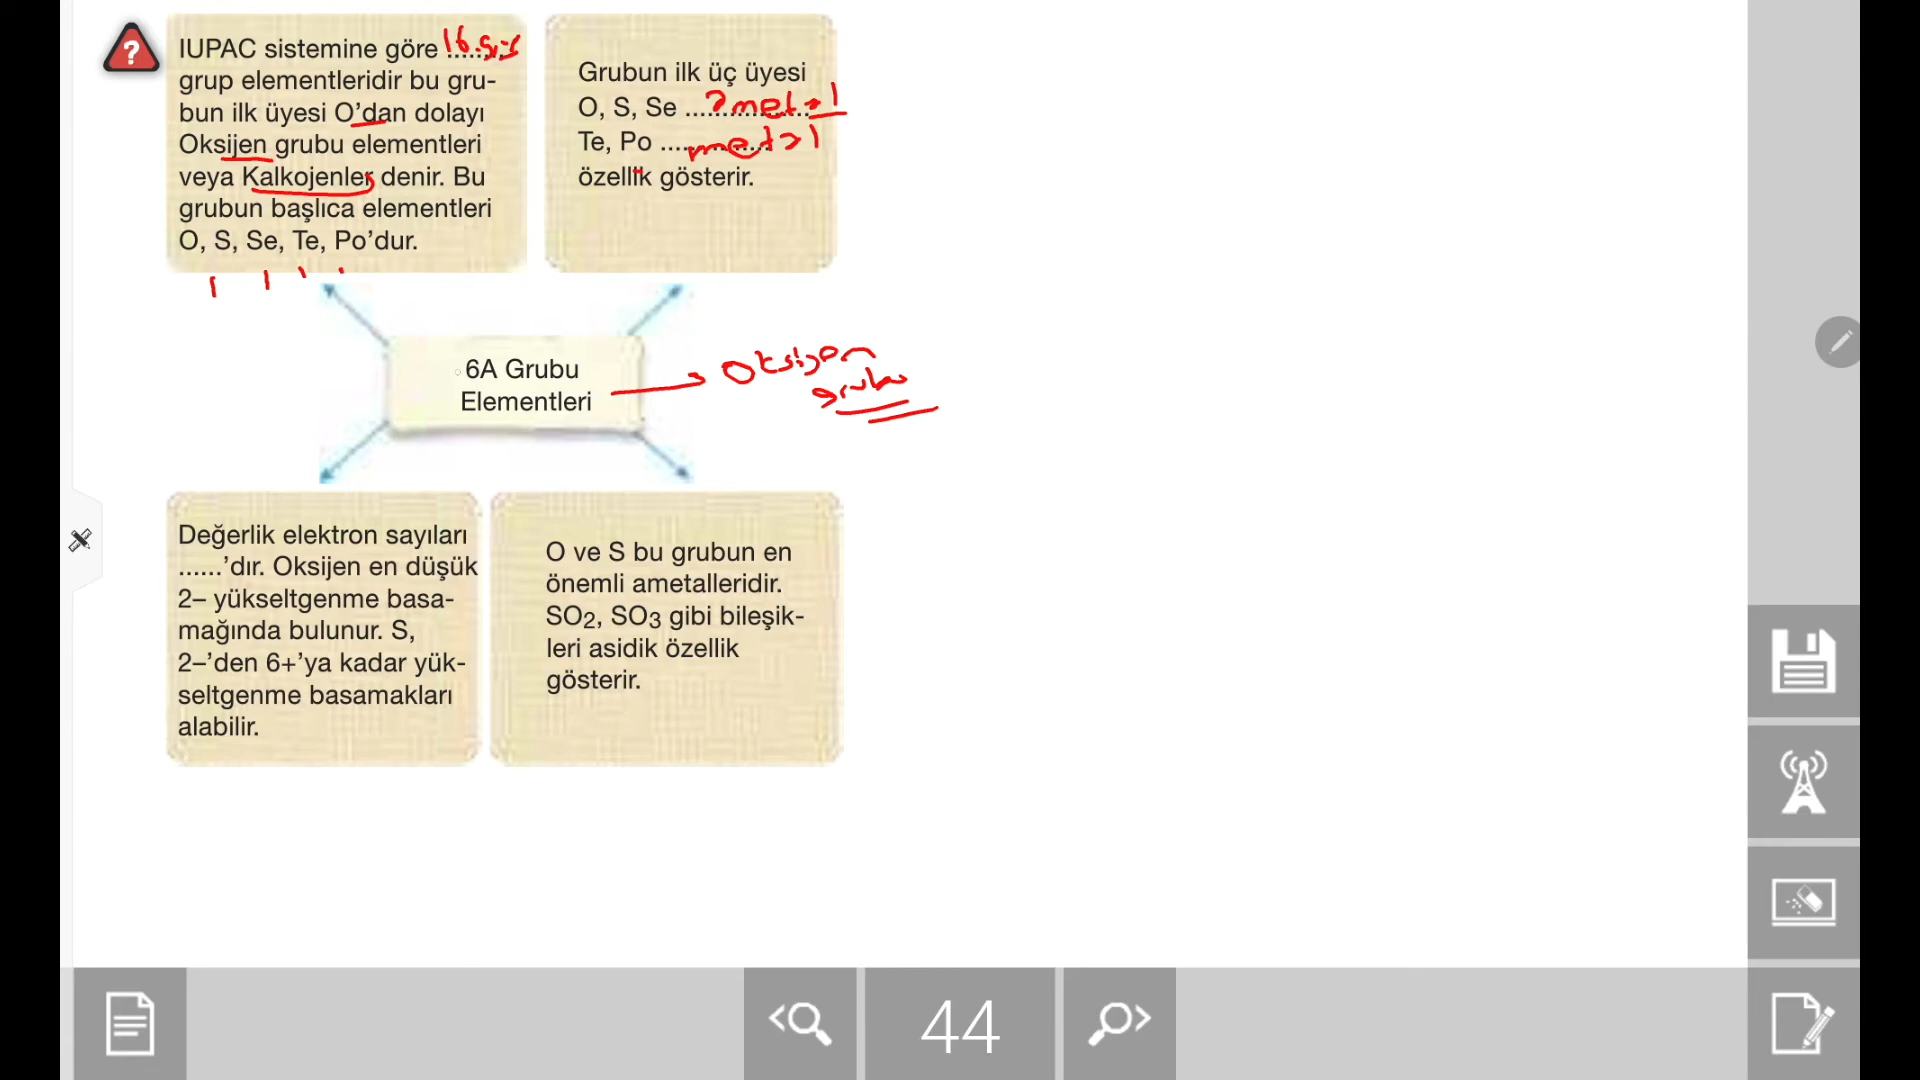 IUPAC sistemine göre 16. ......
grup elementleridir bu gru-
bun ilk üyesi O’dan dolayı
Oksijen grubu elementleri
veya Kalkojenler denir. Bu
grubun başlıca elementleri
O, S, Se, Te, Po’dur.
Grubun ilk üç üyesi
O, S, Se ................. ametal
Te, Po ............... metal
özellik gösterir.
6A Grubu
Elementleri
Oksijen
grubu
Değerlik elektron sayıları
......’dır. Oksijen en düşük
2– yükseltgenme basa-
mağında bulunur. S,
2–’den 6+’ya kadar yük-
seltgenme basamakları
alabilir.
O ve S bu grubun en
önemli ametalleridir.
SO2, SO3 gibi bileşik-
leri asidik özellik
gösterir.
44